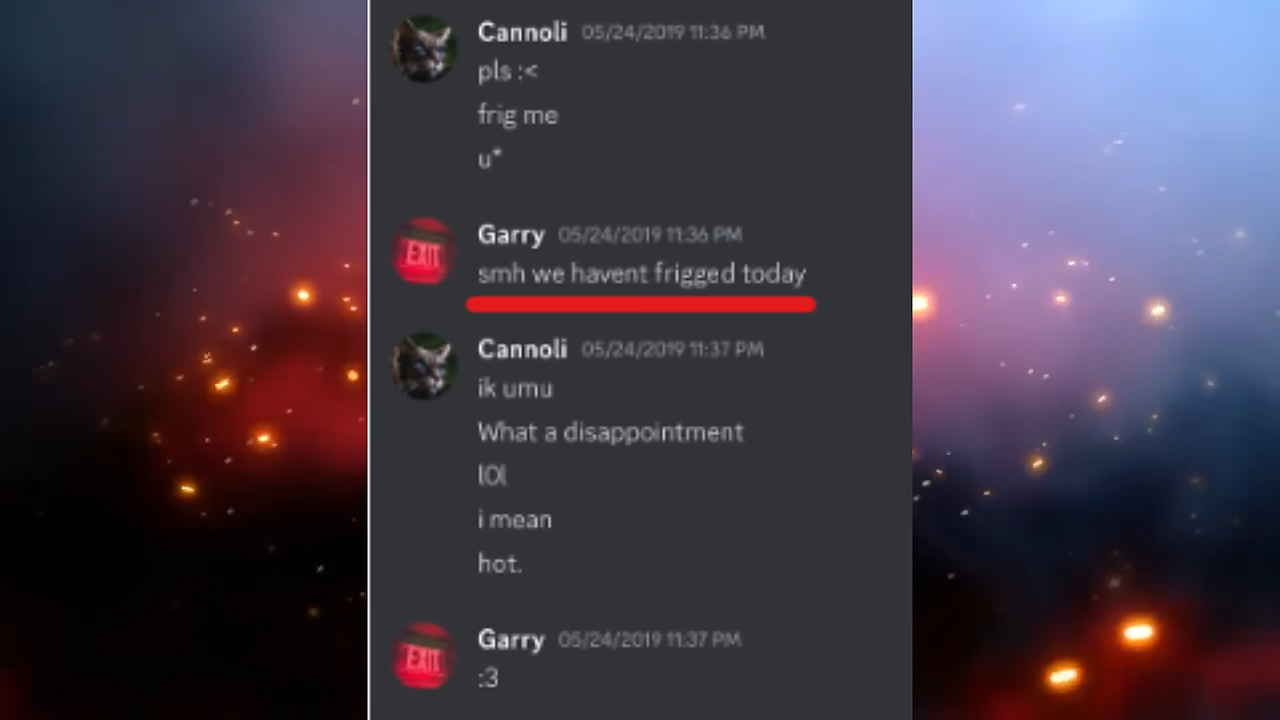 Cannoli 05/24/2019 11:36 PM
pls :<
frig me
u*
Garry 05/24/2019 11:36 PM
EXIT
smh we havent frigged today
Cannoli 05/24/2019 11:37 PM
ik umu
What a disappointment
lOl
i mean
hot.
Garry 05/24/2019 11:37 PM
EXIT
:3